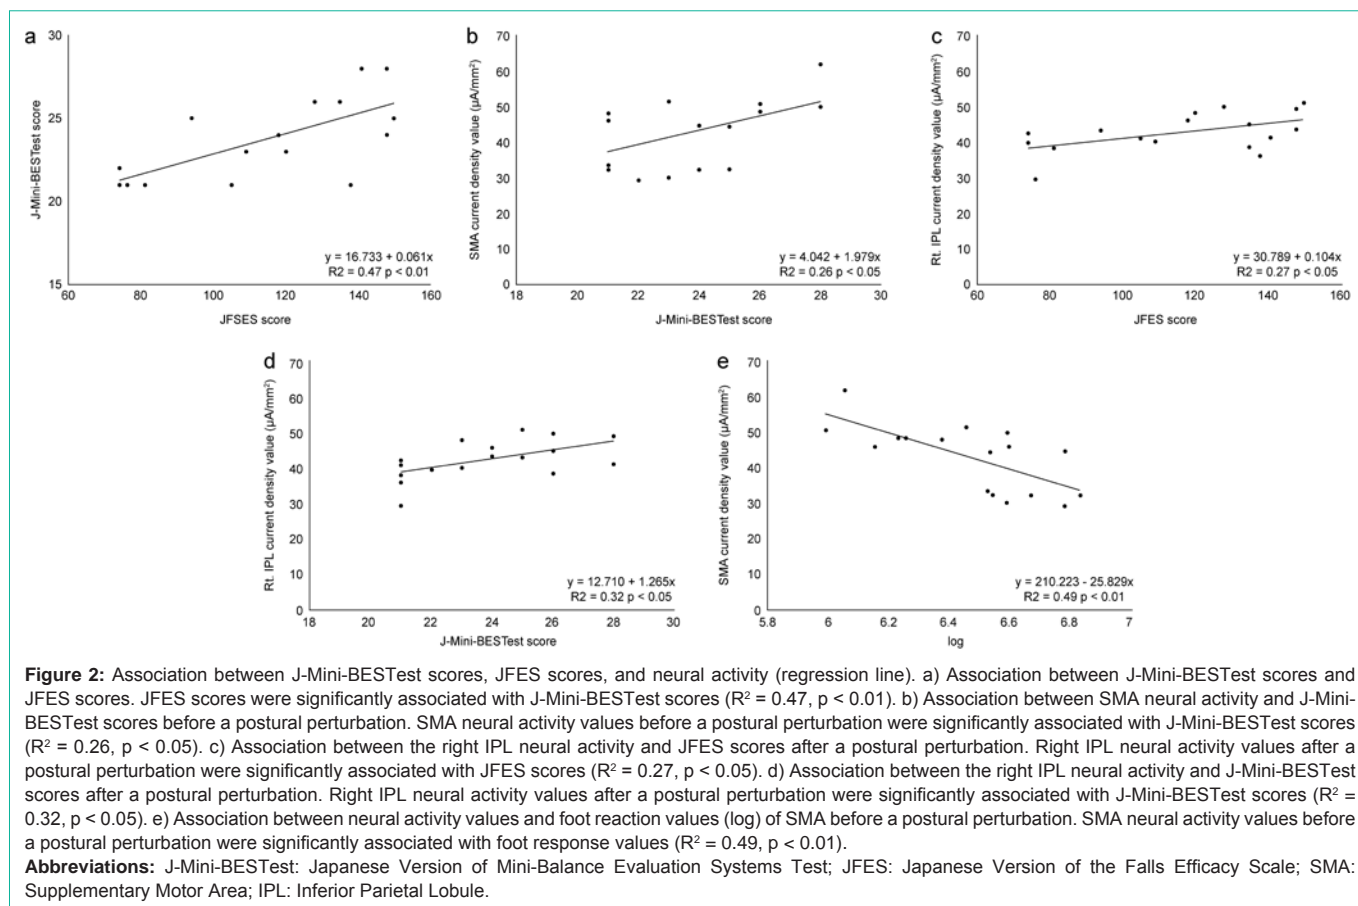 a
30
25
20
15
J-Mini-BESTest score
60 80 100 120 140 160
JFSES score
y = 16.733 + 0.061x
R2 = 0.47 p < 0.01
b
70
60
50
40
30
20
10
0
SMA current density value (µA/mm²)
18 20 22 24 26 28 30
J-Mini-BESTest score
y = 4.042 + 1.979x
R2 = 0.26 p < 0.05
c
70
60
50
40
30
20
10
0
Rt. IPL current density value (µA/mm²)
60 80 100 120 140 160
JFES score
y = 30.789 + 0.104x
R2 = 0.27 p < 0.05
d
70
60
50
40
30
20
10
0
Rt. IPL current density value (µA/mm²)
18 20 22 24 26 28 30
J-Mini-BESTest score
y = 12.710 + 1.265x
R2 = 0.32 p < 0.05
e
70
60
50
40
30
20
10
0
SMA current density value (µA/mm²)
5.8 6 6.2 6.4 6.6 6.8 7
log
y = 210.223 - 25.829x
R2 = 0.49 p < 0.01
Figure 2: Association between J-Mini-BESTest scores, JFES scores, and neural activity (regression line). a) Association between J-Mini-BESTest scores and
JFES scores. JFES scores were significantly associated with J-Mini-BESTest scores (R² = 0.47, p < 0.01). b) Association between SMA neural activity and J-Mini-
BESTest scores before a postural perturbation. SMA neural activity values before a postural perturbation were significantly associated with J-Mini-BESTest scores
(R² = 0.26, p < 0.05). c) Association between the right IPL neural activity and JFES scores after a postural perturbation. Right IPL neural activity values after a
postural perturbation were significantly associated with JFES scores (R² = 0.27, p < 0.05). d) Association between the right IPL neural activity and J-Mini-BESTest
scores after a postural perturbation. Right IPL neural activity values after a postural perturbation were significantly associated with J-Mini-BESTest scores (R² =
0.32, p < 0.05). e) Association between neural activity values and foot reaction values (log) of SMA before a postural perturbation. SMA neural activity values before
a postural perturbation were significantly associated with foot response values (R² = 0.49, p < 0.01).
Abbreviations: J-Mini-BESTest: Japanese Version of Mini-Balance Evaluation Systems Test; JFES: Japanese Version of the Falls Efficacy Scale; SMA:
Supplementary Motor Area; IPL: Inferior Parietal Lobule.